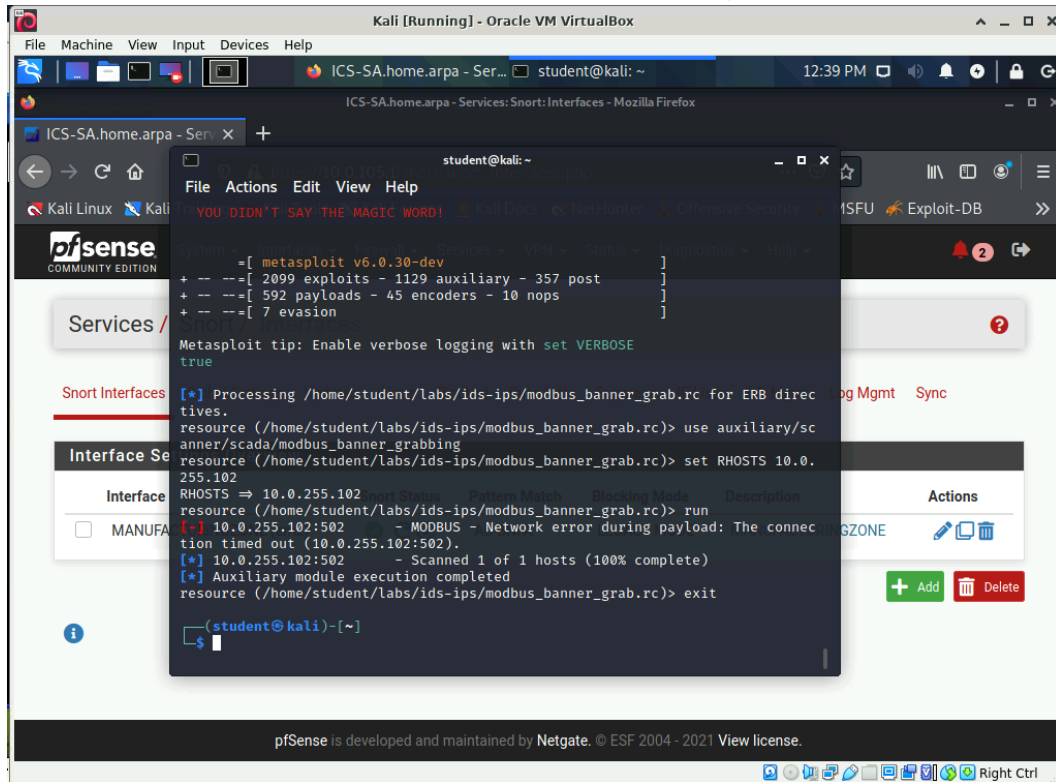 Kali [Running] - Oracle VM VirtualBox
File Machine View Input Devices Help
ICS-SA.home.arpa - Ser... student@kali: ~ 12:39 PM
ICS-SA.home.arpa - Services: Snort: Interfaces - Mozilla Firefox
ICS-SA.home.arpa - Serv
student@kali: ~
File Actions Edit View Help
Kali Linux Kali MSFU Exploit-DB
YOU DIDN'T SAY THE MAGIC WORD!
pfsense
COMMUNITY EDITION
2
=[ metasploit v6.0.30-dev ]
+ -- --=[ 2099 exploits - 1129 auxiliary - 357 post ]
+ -- --=[ 592 payloads - 45 encoders - 10 nops ]
+ -- --=[ 7 evasion ]
Services / Snort / Interfaces
Metasploit tip: Enable verbose logging with set VERBOSE
true
Snort Interfaces Log Mgmt Sync
[*] Processing /home/student/labs/ids-ips/modbus_banner_grab.rc for ERB direc
tives.
resource (/home/student/labs/ids-ips/modbus_banner_grab.rc)> use auxiliary/sc
anner/scada/modbus_banner_grabbing
Interface Se
resource (/home/student/labs/ids-ips/modbus_banner_grab.rc)> set RHOSTS 10.0.
255.102
Interface Snort Status Pattern Match Blocking Mode Description Actions
RHOSTS ⇒ 10.0.255.102
resource (/home/student/labs/ids-ips/modbus_banner_grab.rc)> run
MANUFA NGZONE
[-] 10.0.255.102:502 - MODBUS - Network error during payload: The connec
tion timed out (10.0.255.102:502).
[*] 10.0.255.102:502 - Scanned 1 of 1 hosts (100% complete)
[*] Auxiliary module execution completed
resource (/home/student/labs/ids-ips/modbus_banner_grab.rc)> exit
Add Delete
(student㉿kali)-[~]
$
pfSense is developed and maintained by Netgate. © ESF 2004 - 2021 View license.
Right Ctrl